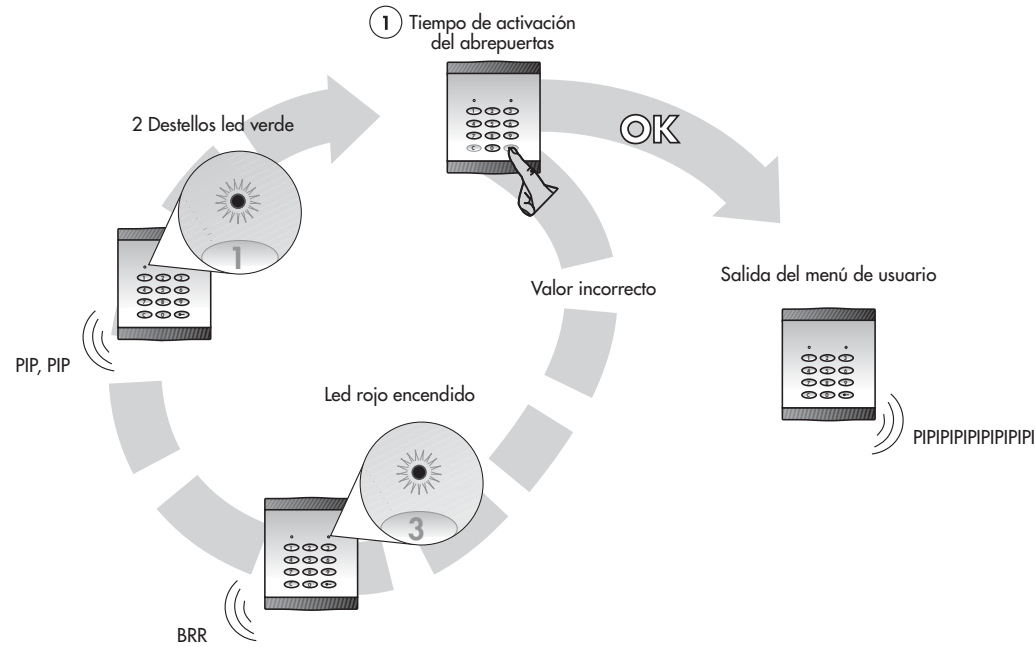 1 Tiempo de activación
del abrepuertas
2 Destellos led verde
1
OK
Valor incorrecto
Salida del menú de usuario
PIP, PIP
Led rojo encendido
3
PIPIPIPIPIPIPIPI
BRR